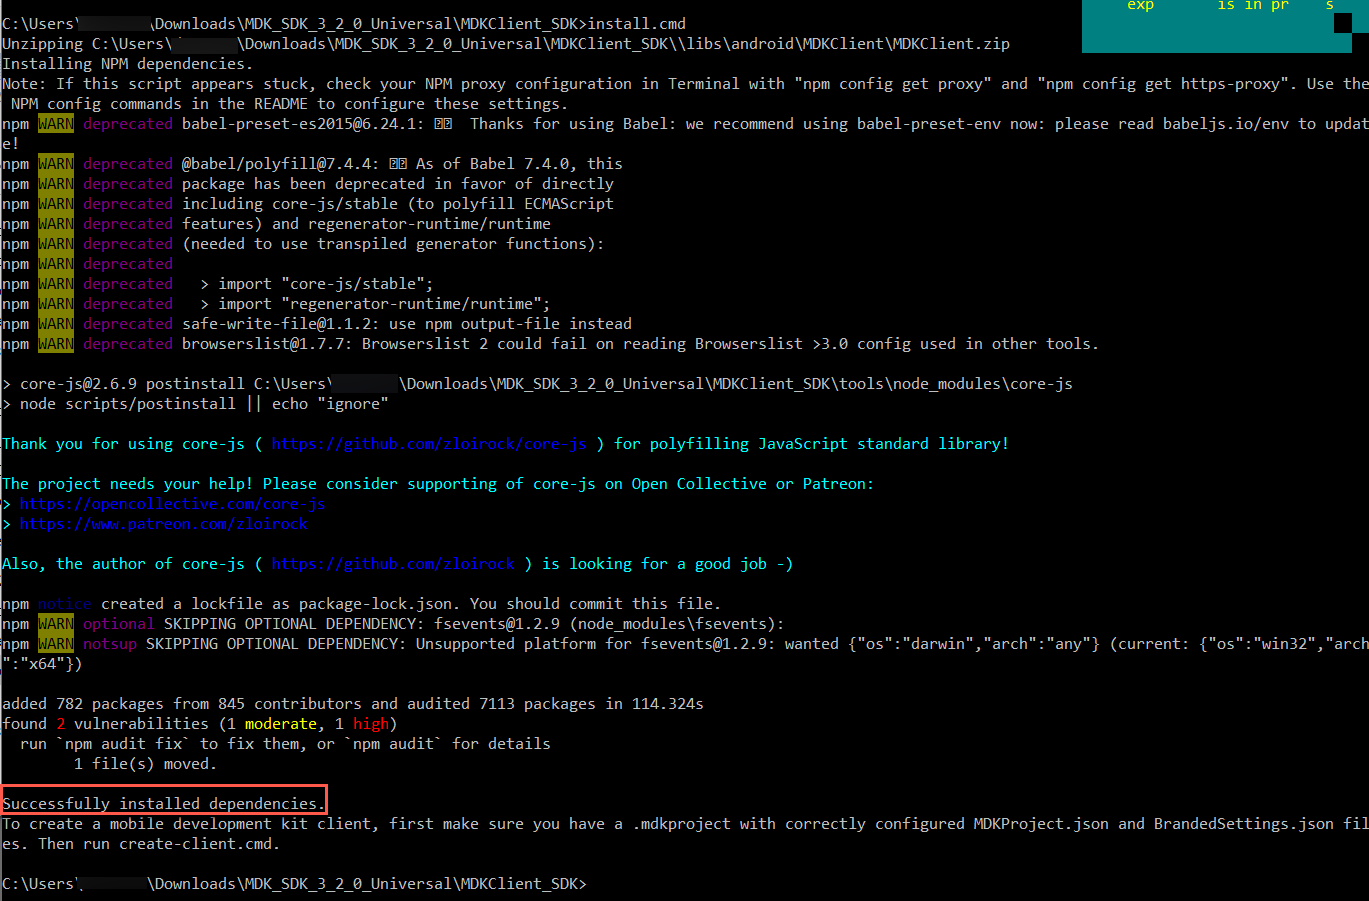 exp is in pr s
C:\Users\ \Downloads\MDK_SDK_3_2_0_Universal\MDKClient_SDK>install.cmd
Unzipping C:\Users\ \Downloads\MDK_SDK_3_2_0_Universal\MDKClient_SDK\\libs\android\MDKClient\MDKClient.zip
Installing NPM dependencies.
Note: If this script appears stuck, check your NPM proxy configuration in Terminal with "npm config get proxy" and "npm config get https-proxy". Use the
NPM config commands in the README to configure these settings.
npm WARN deprecated babel-preset-es2015@6.24.1: Thanks for using Babel: we recommend using babel-preset-env now: please read babeljs.io/env to updat
e!
npm WARN deprecated @babel/polyfill@7.4.4: As of Babel 7.4.0, this
npm WARN deprecated package has been deprecated in favor of directly
npm WARN deprecated including core-js/stable (to polyfill ECMAScript
npm WARN deprecated features) and regenerator-runtime/runtime
npm WARN deprecated (needed to use transpiled generator functions):
npm WARN deprecated
npm WARN deprecated > import "core-js/stable";
npm WARN deprecated > import "regenerator-runtime/runtime";
npm WARN deprecated safe-write-file@1.1.2: use npm output-file instead
npm WARN deprecated browserslist@1.7.7: Browserslist 2 could fail on reading Browserslist >3.0 config used in other tools.
> core-js@2.6.9 postinstall C:\Users\ \Downloads\MDK_SDK_3_2_0_Universal\MDKClient_SDK\tools\node_modules\core-js
> node scripts/postinstall || echo "ignore"
Thank you for using core-js ( https://github.com/zloirock/core-js ) for polyfilling JavaScript standard library!
The project needs your help! Please consider supporting of core-js on Open Collective or Patreon:
> https://opencollective.com/core-js
> https://www.patreon.com/zloirock
Also, the author of core-js ( https://github.com/zloirock ) is looking for a good job -)
npm notice created a lockfile as package-lock.json. You should commit this file.
npm WARN optional SKIPPING OPTIONAL DEPENDENCY: fsevents@1.2.9 (node_modules\fsevents):
npm WARN notsup SKIPPING OPTIONAL DEPENDENCY: Unsupported platform for fsevents@1.2.9: wanted {"os":"darwin","arch":"any"} (current: {"os":"win32","arch
":"x64"})
added 782 packages from 845 contributors and audited 7113 packages in 114.324s
found 2 vulnerabilities (1 moderate, 1 high)
run `npm audit fix` to fix them, or `npm audit` for details
1 file(s) moved.
Successfully installed dependencies.
To create a mobile development kit client, first make sure you have a .mdkproject with correctly configured MDKProject.json and BrandedSettings.json fil
es. Then run create-client.cmd.
C:\Users\ \Downloads\MDK_SDK_3_2_0_Universal\MDKClient_SDK>